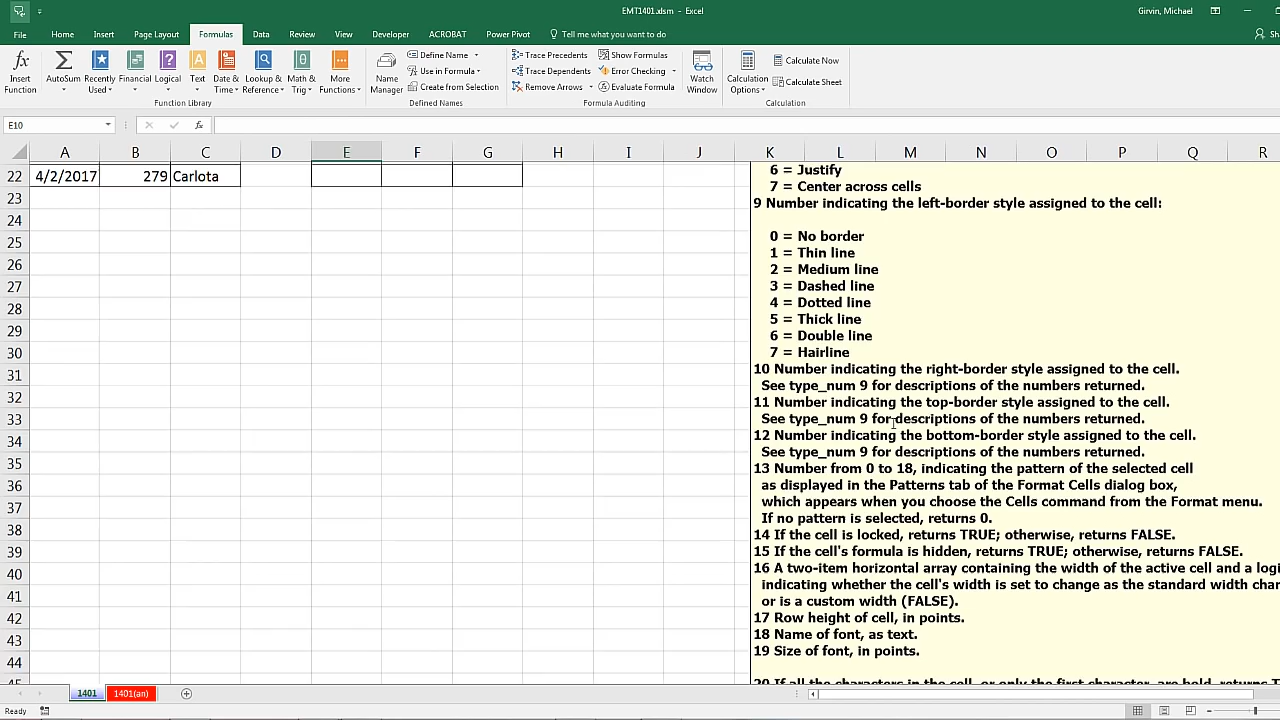 EMT1401.xlsm - Excel
Girvin, Michael
File Home Insert Page Layout Formulas Data Review View Developer ACROBAT Power Pivot Tell me what you want to do
Insert Function
AutoSum
Recently Used
Financial
Logical
Text
Date & Time
Lookup & Reference
Math & Trig
More Functions
Function Library
Name Manager
Define Name
Use in Formula
Create from Selection
Defined Names
Trace Precedents
Trace Dependents
Remove Arrows
Show Formulas
Error Checking
Evaluate Formula
Formula Auditing
Watch Window
Calculation Options
Calculate Now
Calculate Sheet
Calculation
E10
fx
A B C D E F G H I J K L M N O P Q R
22 4/2/2017 279 Carlota
23
24
25
26
27
28
29
30
31
32
33
34
35
36
37
38
39
40
41
42
43
44
6 = Justify
7 = Center across cells
9 Number indicating the left-border style assigned to the cell:
0 = No border
1 = Thin line
2 = Medium line
3 = Dashed line
4 = Dotted line
5 = Thick line
6 = Double line
7 = Hairline
10 Number indicating the right-border style assigned to the cell.
See type_num 9 for descriptions of the numbers returned.
11 Number indicating the top-border style assigned to the cell.
See type_num 9 for descriptions of the numbers returned.
12 Number indicating the bottom-border style assigned to the cell.
See type_num 9 for descriptions of the numbers returned.
13 Number from 0 to 18, indicating the pattern of the selected cell
as displayed in the Patterns tab of the Format Cells dialog box,
which appears when you choose the Cells command from the Format menu.
If no pattern is selected, returns 0.
14 If the cell is locked, returns TRUE; otherwise, returns FALSE.
15 If the cell's formula is hidden, returns TRUE; otherwise, returns FALSE.
16 A two-item horizontal array containing the width of the active cell and a logi
indicating whether the cell's width is set to change as the standard width char
or is a custom width (FALSE).
17 Row height of cell, in points.
18 Name of font, as text.
19 Size of font, in points.
20 If all the characters in the cell, or only the first character, are bold, returns T
1401 1401(an)
Ready